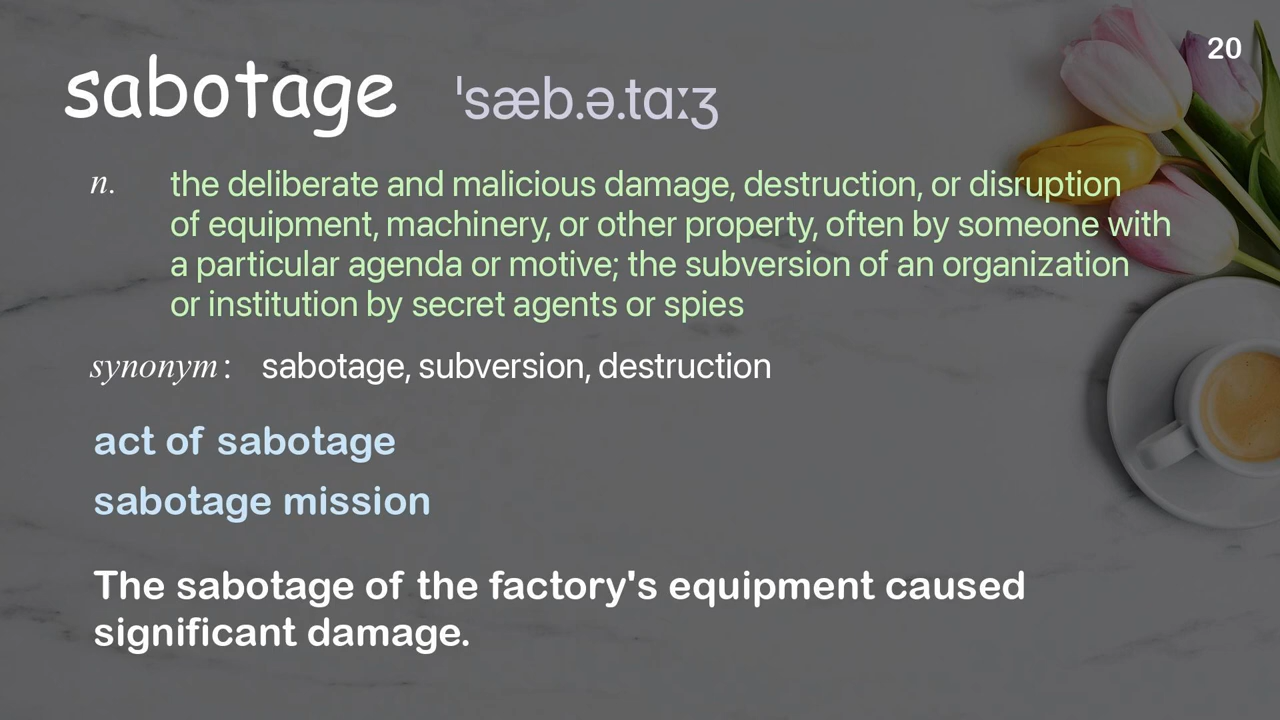 20
sabotage ˈsæb.ə.tɑːʒ
n. the deliberate and malicious damage, destruction, or disruption
of equipment, machinery, or other property, often by someone with
a particular agenda or motive; the subversion of an organization
or institution by secret agents or spies
synonym: sabotage, subversion, destruction
act of sabotage
sabotage mission
The sabotage of the factory's equipment caused
significant damage.